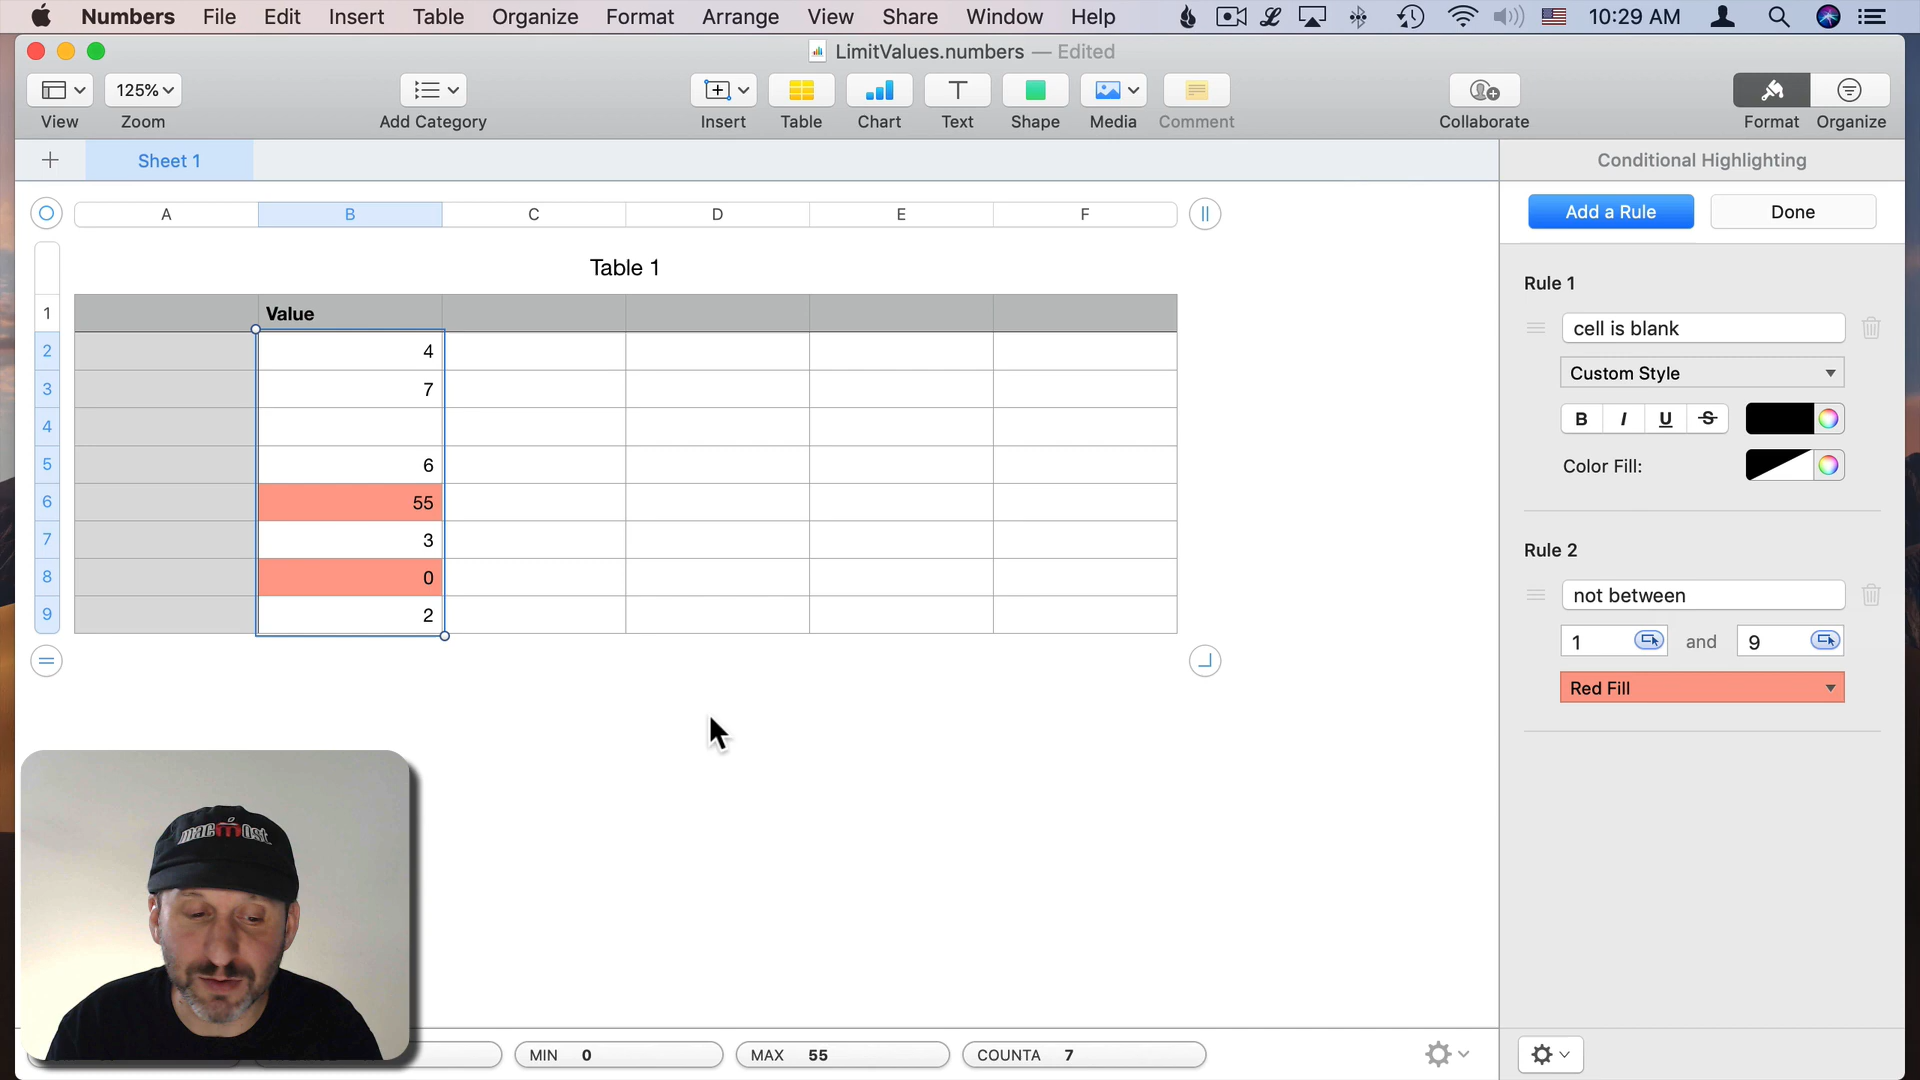 Numbers File Edit Insert Table Organize Format Arrange View Share Window Help 10:29 AM
LimitValues.numbers — Edited
125%
View Zoom Add Category Insert Table Chart Text Shape Media Comment Collaborate Format Organize
Sheet 1
Conditional Highlighting
Add a Rule Done
A B C D E F
Table 1
1 Value
2 4
3 7
4
5 6
6 55
7 3
8 0
9 2
Rule 1
cell is blank
Custom Style
B I U S
Color Fill:
Rule 2
not between
1 and 9
Red Fill
macmost
MIN 0 MAX 55 COUNTA 7